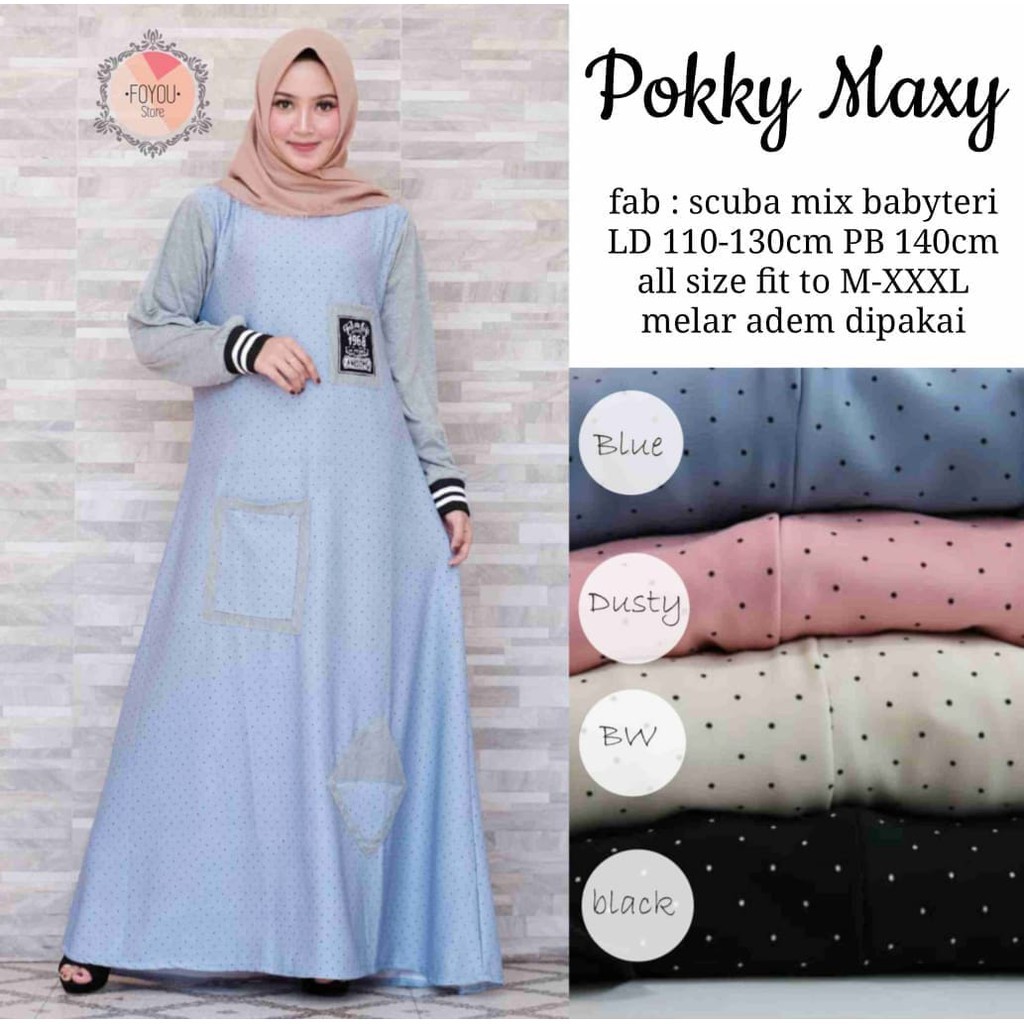 ·FOYOU·
Store
Pokky Maxy
fab : scuba mix babyteri
LD 110-130cm PB 140cm
all size fit to M-XXXL
melar adem dipakai
1968
Blue
Dusty
BW
black